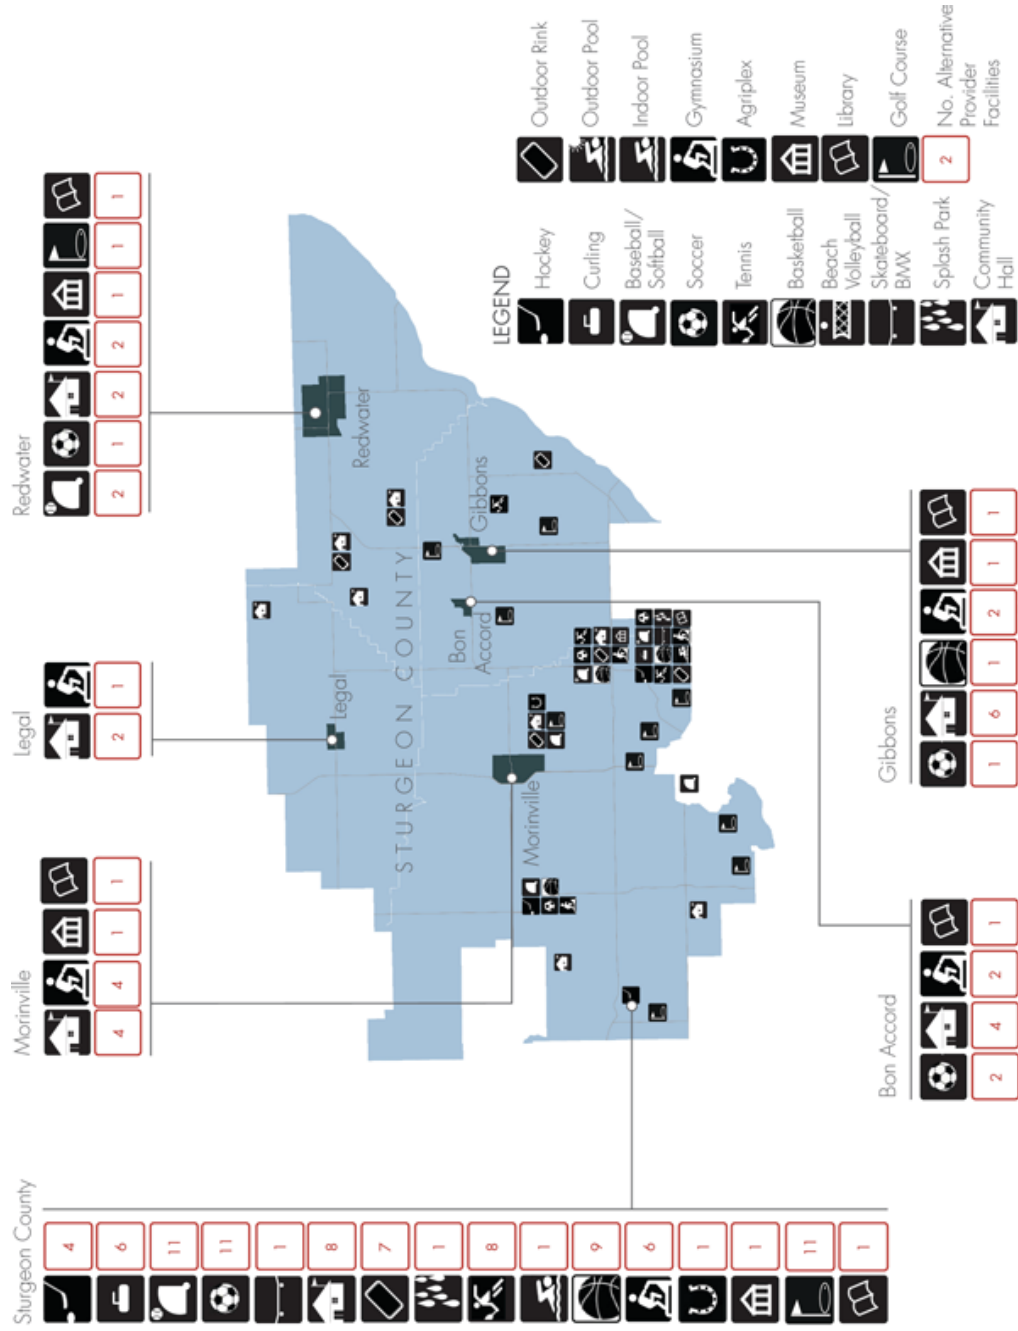 Sturgeon County
4
6
11
11
1
8
7
1
8
1
9
6
1
1
11
1
Morinville
4 4 1 1
Legal
2 1
Redwater
2 1 2 2 1 1 1
Legal
Redwater
STURGEON COUNTY
Bon
Accord
Gibbons
Morinville
Bon Accord
2 4 2 1
Gibbons
1 6 1 2 1 1
LEGEND
Hockey
Curling
Baseball/
Softball
Soccer
Tennis
Basketball
Beach
Volleyball
Skateboard/
BMX
Splash Park
Community
Hall
Outdoor Rink
Outdoor Pool
Indoor Pool
Gymnasium
Agriplex
Museum
Library
Golf Course
2
No. Alternative
Provider
Facilities